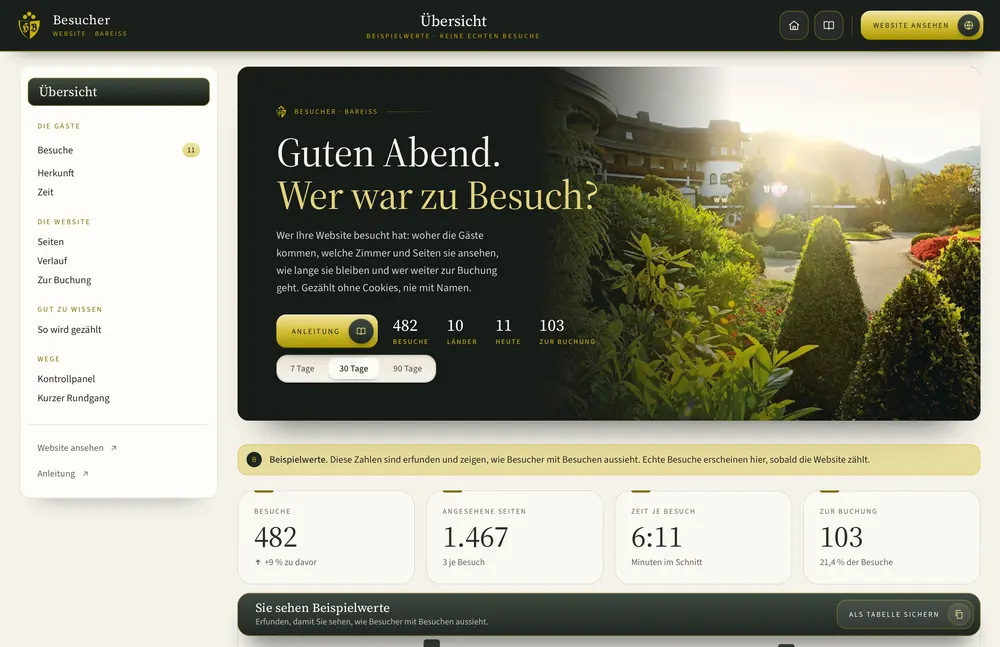 Besucher
WEBSITE · BAREISS
Übersicht
BEISPIELWERTE · KEINE ECHTEN BESUCHE
WEBSITE ANSEHEN
Übersicht
DIE GÄSTE
Besuche
11
Herkunft
Zeit
DIE WEBSITE
Seiten
Verlauf
Zur Buchung
GUT ZU WISSEN
So wird gezählt
WEGE
Kontrollpanel
Kurzer Rundgang
Website ansehen ↗
Anleitung ↗
BESUCHER · BAREISS
Guten Abend.
Wer war zu Besuch?
Wer Ihre Website besucht hat: woher die Gäste
kommen, welche Zimmer und Seiten sie ansehen,
wie lange sie bleiben und wer weiter zur Buchung
geht. Gezählt ohne Cookies, nie mit Namen.
ANLEITUNG
482
BESUCHE
10
LÄNDER
11
HEUTE
103
ZUR BUCHUNG
7 Tage
30 Tage
90 Tage
B
Beispielwerte. Diese Zahlen sind erfunden und zeigen, wie Besucher mit Besuchen aussieht. Echte Besuche erscheinen hier, sobald die Website zählt.
BESUCHE
482
↑ +9 % zu davor
ANGESEHENE SEITEN
1.467
3 je Besuch
ZEIT JE BESUCH
6:11
Minuten im Schnitt
ZUR BUCHUNG
103
21,4 % der Besuche
Sie sehen Beispielwerte
Erfunden, damit Sie sehen, wie Besucher mit Besuchen aussieht.
ALS TABELLE SICHERN